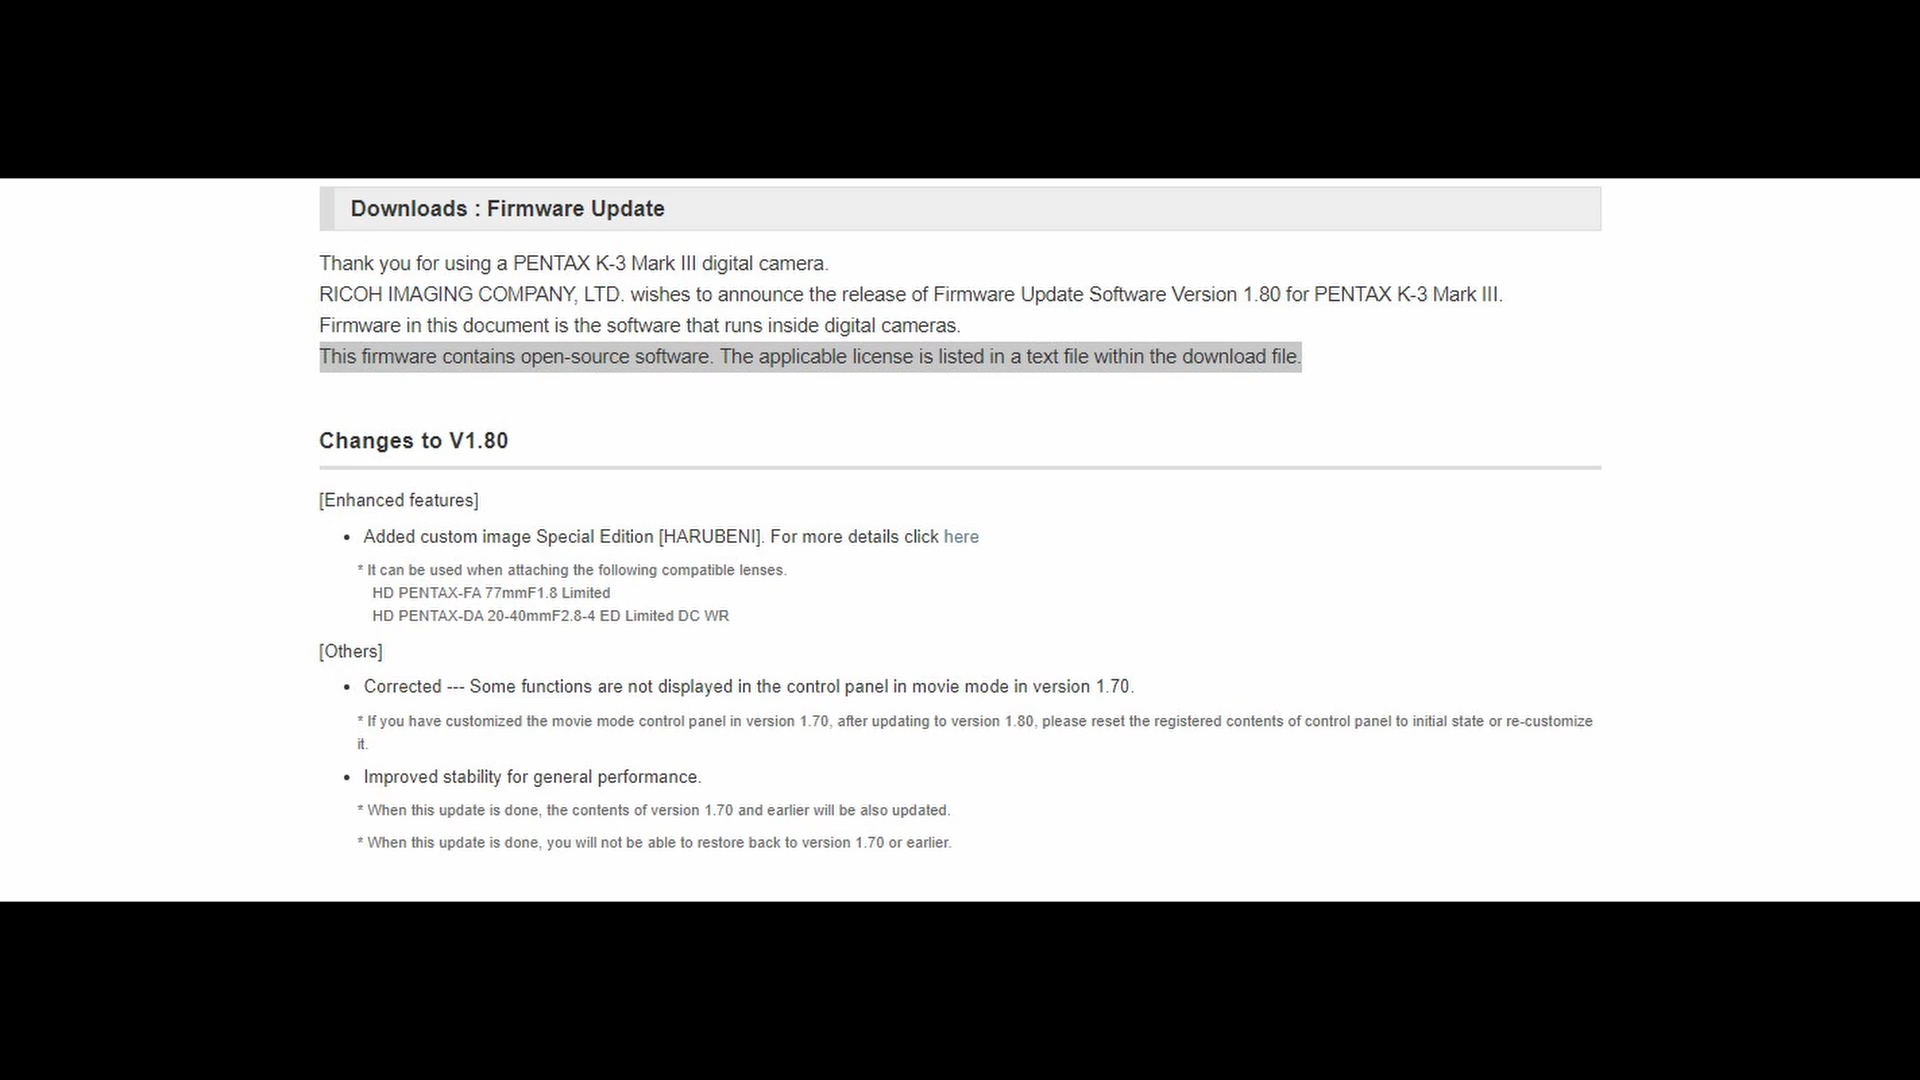 Downloads : Firmware Update
Thank you for using a PENTAX K-3 Mark III digital camera.
RICOH IMAGING COMPANY, LTD. wishes to announce the release of Firmware Update Software Version 1.80 for PENTAX K-3 Mark III.
Firmware in this document is the software that runs inside digital cameras.
This firmware contains open-source software. The applicable license is listed in a text file within the download file.
Changes to V1.80
[Enhanced features]
• Added custom image Special Edition [HARUBENI]. For more details click here
* It can be used when attaching the following compatible lenses.
HD PENTAX-FA 77mmF1.8 Limited
HD PENTAX-DA 20-40mmF2.8-4 ED Limited DC WR
[Others]
• Corrected --- Some functions are not displayed in the control panel in movie mode in version 1.70.
* If you have customized the movie mode control panel in version 1.70, after updating to version 1.80, please reset the registered contents of control panel to initial state or re-customize
it.
• Improved stability for general performance.
* When this update is done, the contents of version 1.70 and earlier will be also updated.
* When this update is done, you will not be able to restore back to version 1.70 or earlier.